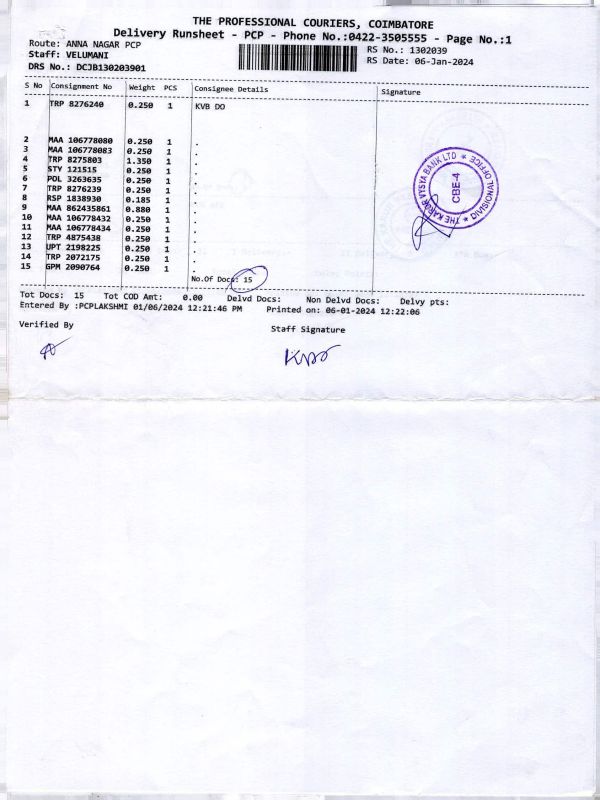 THE PROFESSIONAL COURIERS, COIMBATORE
Delivery Runsheet - PCP - Phone No.:0422-3505555 - Page No.:1
Route: ANNA NAGAR PCP
Staff: VELUMANI
DRS No.: DCJB130203901
RS No.: 1302039
RS Date: 06-Jan-2024
S No Consignment No Weight PCS Consignee Details Signature
1 TRP 8276240 0.250 1 KVB DO
2 MAA 106778080 0.250 1 .
3 MAA 106778083 0.250 1 .
4 TRP 8275803 1.350 1 .
5 STY 121515 0.250 1 .
6 POL 3263635 0.250 1 .
7 TRP 8276239 0.250 1 .
8 RSP 1838930 0.185 1 .
9 MAA 862435861 0.880 1 .
10 MAA 106778432 0.250 1 .
11 MAA 106778434 0.250 1 .
12 TRP 4875438 0.250 1 .
13 UPT 2198225 0.250 1 .
14 TRP 2072175 0.250 1 .
15 GPM 2090764 0.250 1 .
No.Of Docs: 15
THE KARUR VYSYA BANK LTD * DIVISIONAL OFFICE *
CBE-4
Tot Docs: 15 Tot COD Amt: 0.00 Delvd Docs: Non Delvd Docs: Delvy pts:
Entered By :PCPLAKSHMI 01/06/2024 12:21:46 PM Printed on: 06-01-2024 12:22:06
Verified By
Staff Signature